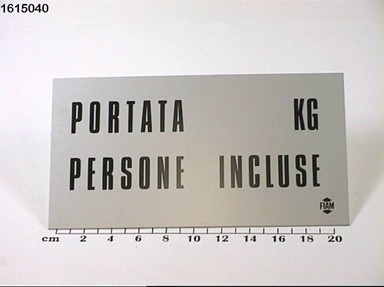 1615040
PORTATA KG
PERSONE INCLUSE
FIAM
cm 2 4 6 8 10 12 14 16 18 20